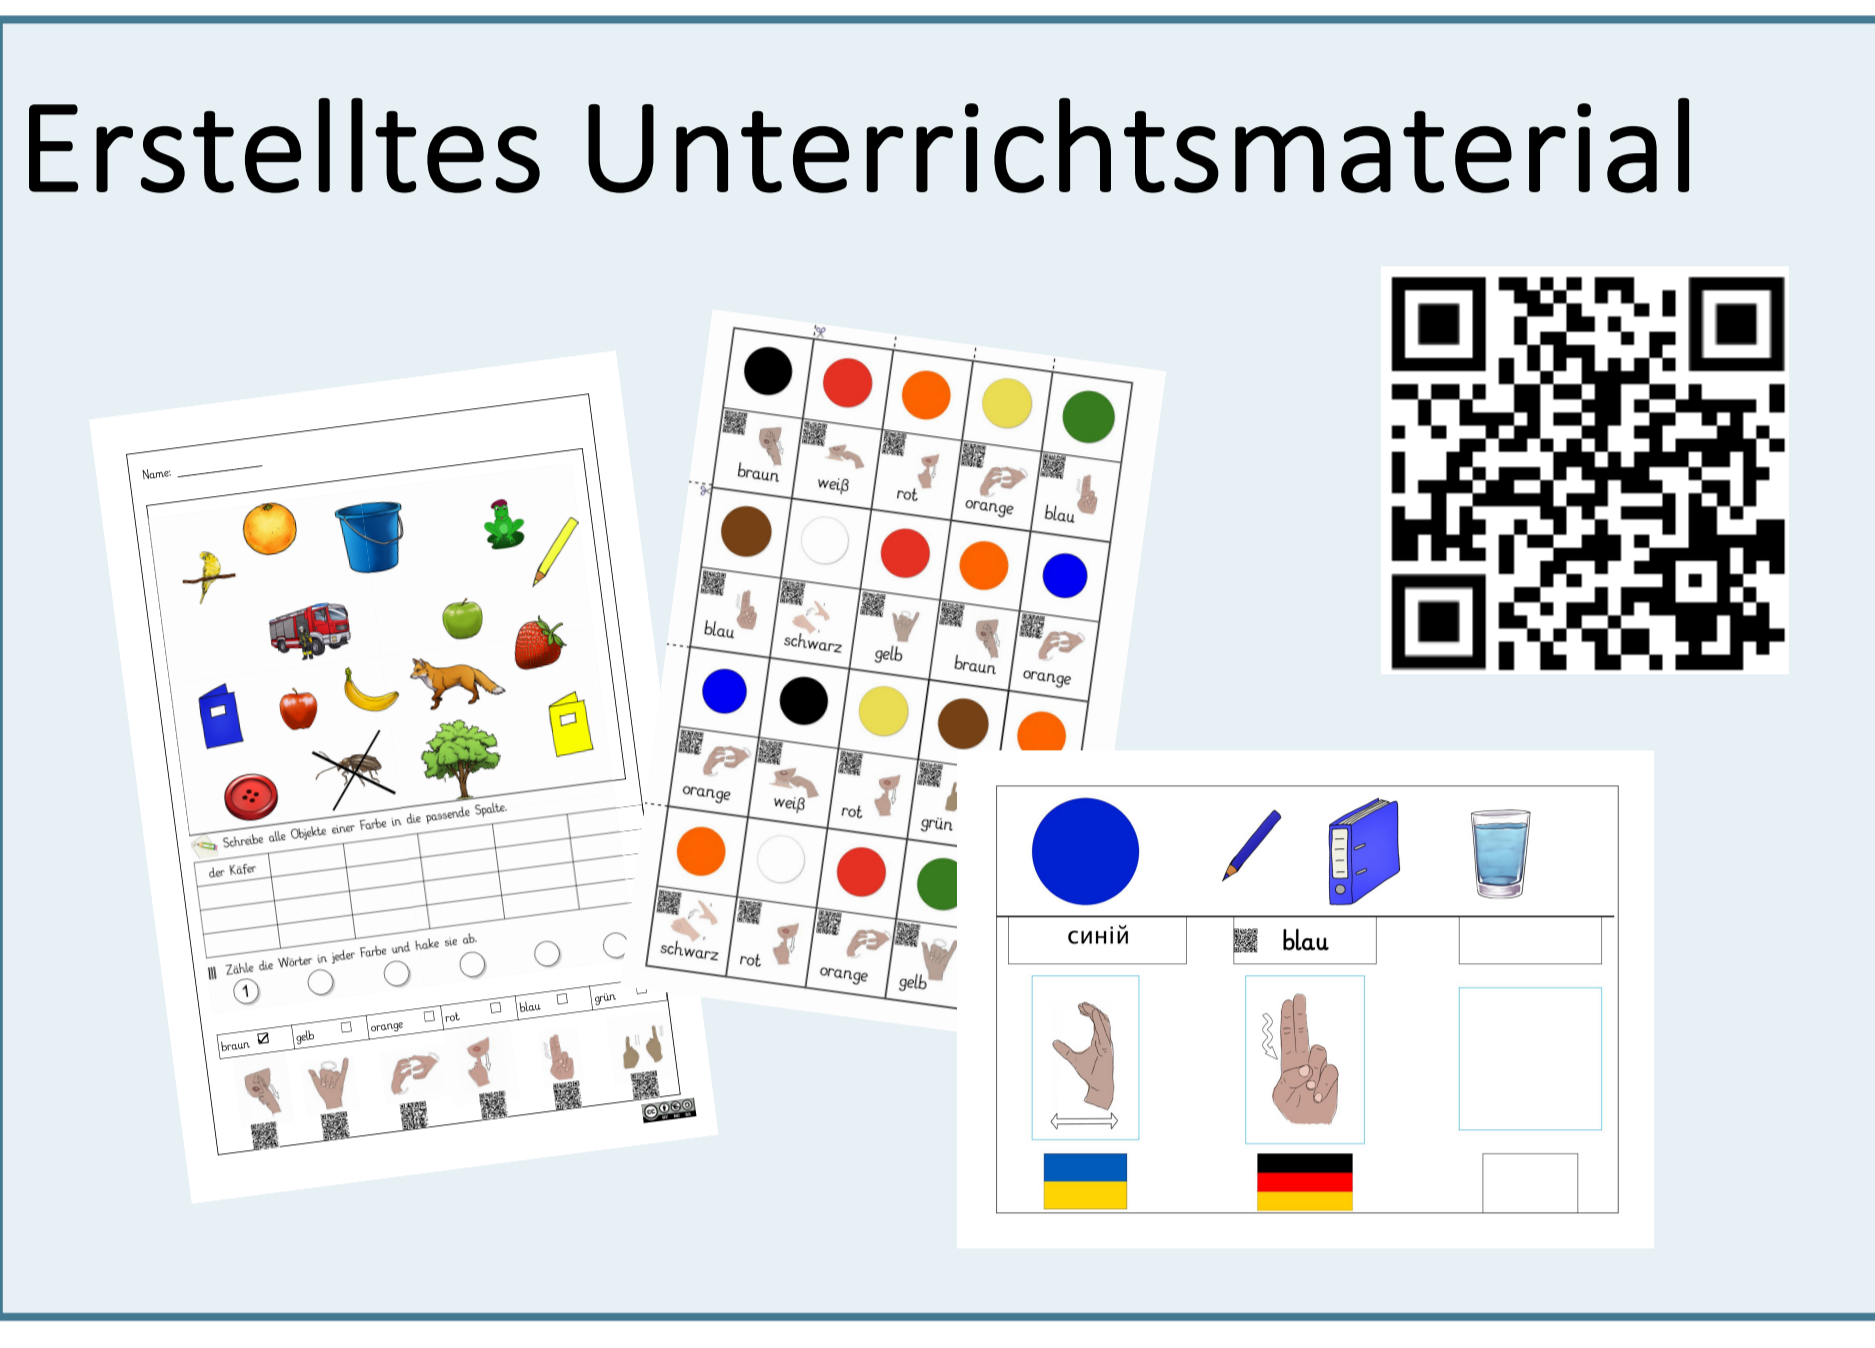 Erstelltes Unterrichtsmaterial
Name:
Schreibe alle Objekte einer Farbe in die passende Spalte.
der Käfer
Zähle die Wörter in jeder Farbe und hake sie ab.
1
braun gelb orange rot blau grün
braun weiß rot orange blau
blau schwarz gelb braun orange
orange weiß rot grün
schwarz rot orange gelb
синій blau